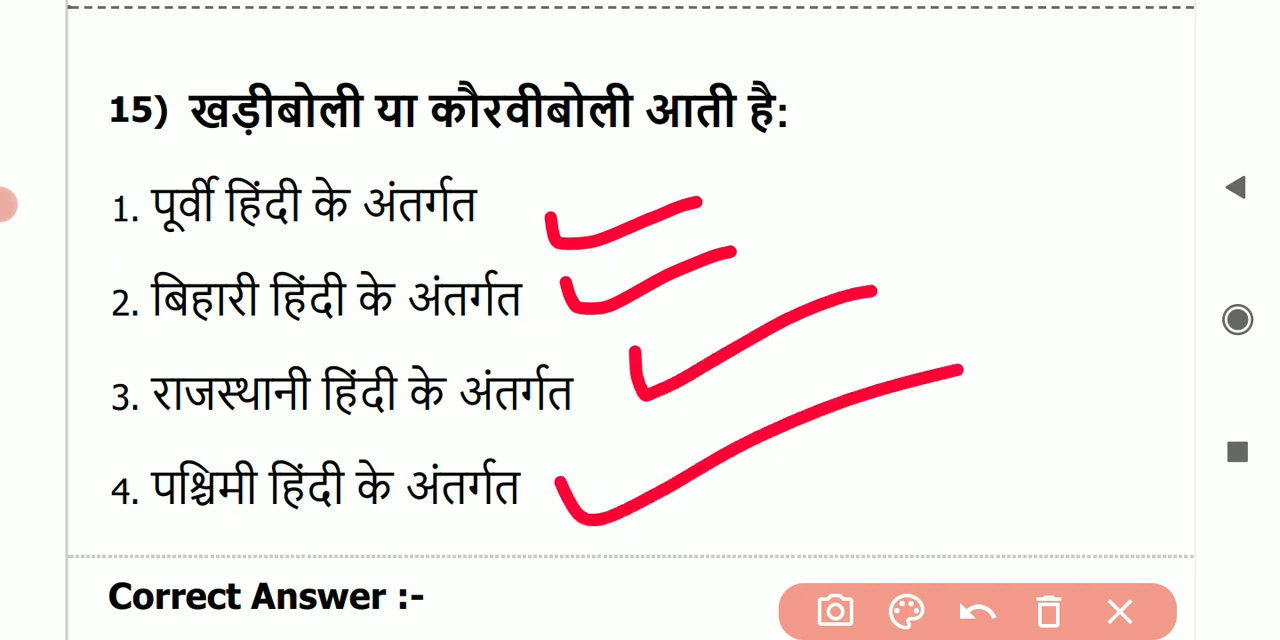 15) खड़ीबोली या कौरवीबोली आती है:
1. पूर्वी हिंदी के अंतर्गत
2. बिहारी हिंदी के अंतर्गत
3. राजस्थानी हिंदी के अंतर्गत
4. पश्चिमी हिंदी के अंतर्गत
Correct Answer :-